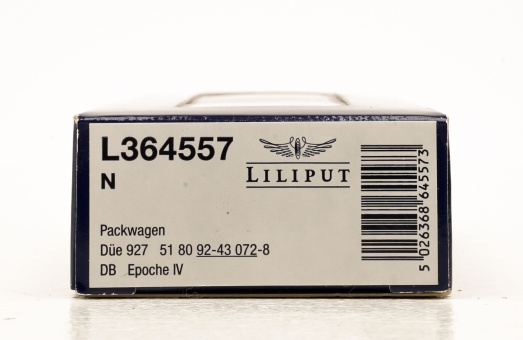 L364557
N
LILIPUT
Packwagen
Düe 927 51 80 92-43 072-8
DB Epoche IV
5 026368 645573